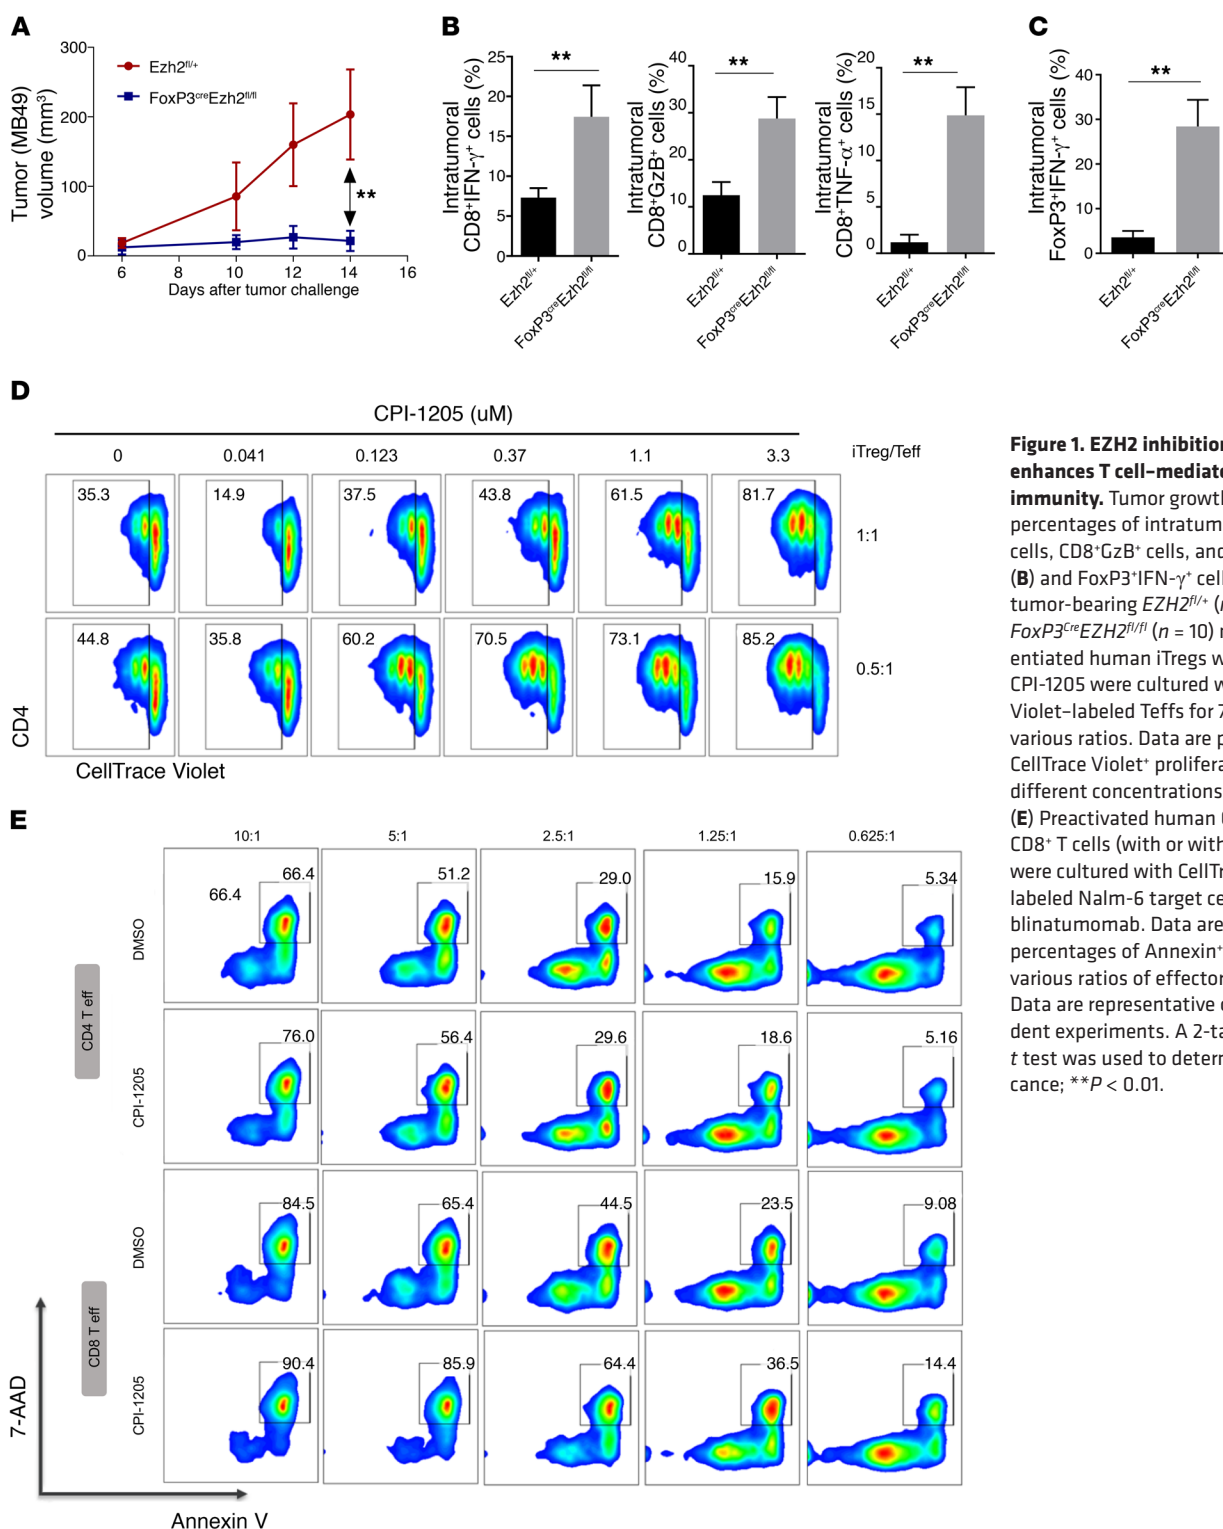 A
Tumor (MB49)
volume (mm³)
300
200
100
0
Ezh2fl/+
FoxP3creEzh2fl/fl
**
6
8
10
12
14
16
Days after tumor challenge
B
Intratumoral
CD8+IFN-γ+ cells (%)
25
20
15
10
5
0
**
Ezh2fl/+
FoxP3creEzh2fl/fl
Intratumoral
CD8+GzB+ cells (%)
40
30
20
10
0
**
Ezh2fl/+
FoxP3creEzh2fl/fl
Intratumoral
CD8+TNF-α+ cells (%)
20
15
10
5
0
**
Ezh2fl/+
FoxP3creEzh2fl/fl
C
Intratumoral
FoxP3+IFN-γ+ cells (%)
40
30
20
10
0
**
Ezh2fl/+
FoxP3creEzh2fl/fl
D
CPI-1205 (uM)
0 0.041 0.123 0.37 1.1 3.3 iTreg/Teff
35.3 14.9 37.5 43.8 61.5 81.7
1:1
44.8 35.8 60.2 70.5 73.1 85.2
0.5:1
CD4
CellTrace Violet
Figure 1. EZH2 inhibition
enhances T cell–mediate
immunity. Tumor growth
percentages of intratum
cells, CD8+GzB+ cells, and
(B) and FoxP3+IFN-γ+ cell
tumor-bearing EZH2fl/+ (n
FoxP3CreEZH2fl/fl (n = 10) r
entiated human iTregs w
CPI-1205 were cultured w
Violet–labeled Teffs for 7
various ratios. Data are p
CellTrace Violet+ prolifera
different concentrations
(E) Preactivated human C
CD8+ T cells (with or with
were cultured with CellTr
labeled Nalm-6 target ce
blinatumomab. Data are
percentages of Annexin+
various ratios of effector
Data are representative o
dent experiments. A 2-ta
t test was used to determ
cance; **P < 0.01.
E
10:1 5:1 2.5:1 1.25:1 0.625:1
CD4 T eff
DMSO
66.4 66.4 51.2 29.0 15.9 5.34
CPI-1205
76.0 56.4 29.6 18.6 5.16
CD8 T eff
DMSO
84.5 65.4 44.5 23.5 9.08
CPI-1205
90.4 85.9 64.4 36.5 14.4
7-AAD
Annexin V